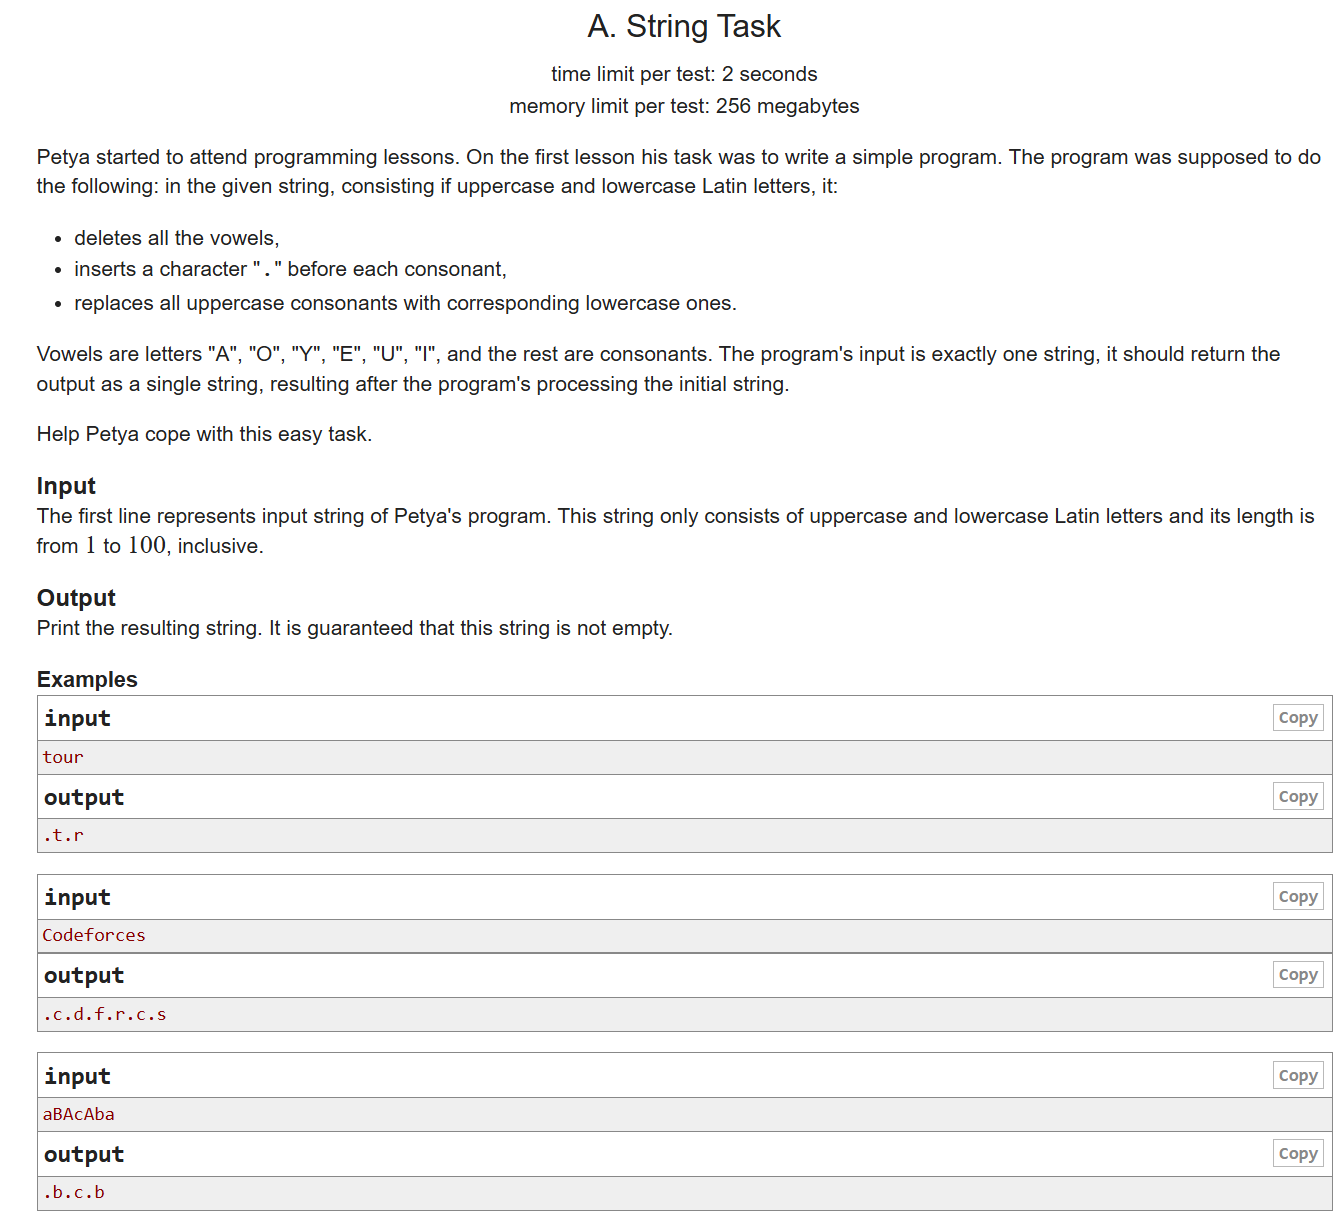 A. String Task
time limit per test: 2 seconds
memory limit per test: 256 megabytes
Petya started to attend programming lessons. On the first lesson his task was to write a simple program. The program was supposed to do
the following: in the given string, consisting if uppercase and lowercase Latin letters, it:
• deletes all the vowels,
• inserts a character "." before each consonant,
• replaces all uppercase consonants with corresponding lowercase ones.
Vowels are letters "A", "O", "Y", "E", "U", "I", and the rest are consonants. The program's input is exactly one string, it should return the
output as a single string, resulting after the program's processing the initial string.
Help Petya cope with this easy task.
Input
The first line represents input string of Petya's program. This string only consists of uppercase and lowercase Latin letters and its length is
from 1 to 100, inclusive.
Output
Print the resulting string. It is guaranteed that this string is not empty.
Examples
input Copy
tour
output Copy
.t.r
input Copy
Codeforces
output Copy
.c.d.f.r.c.s
input Copy
aBAcAba
output Copy
.b.c.b